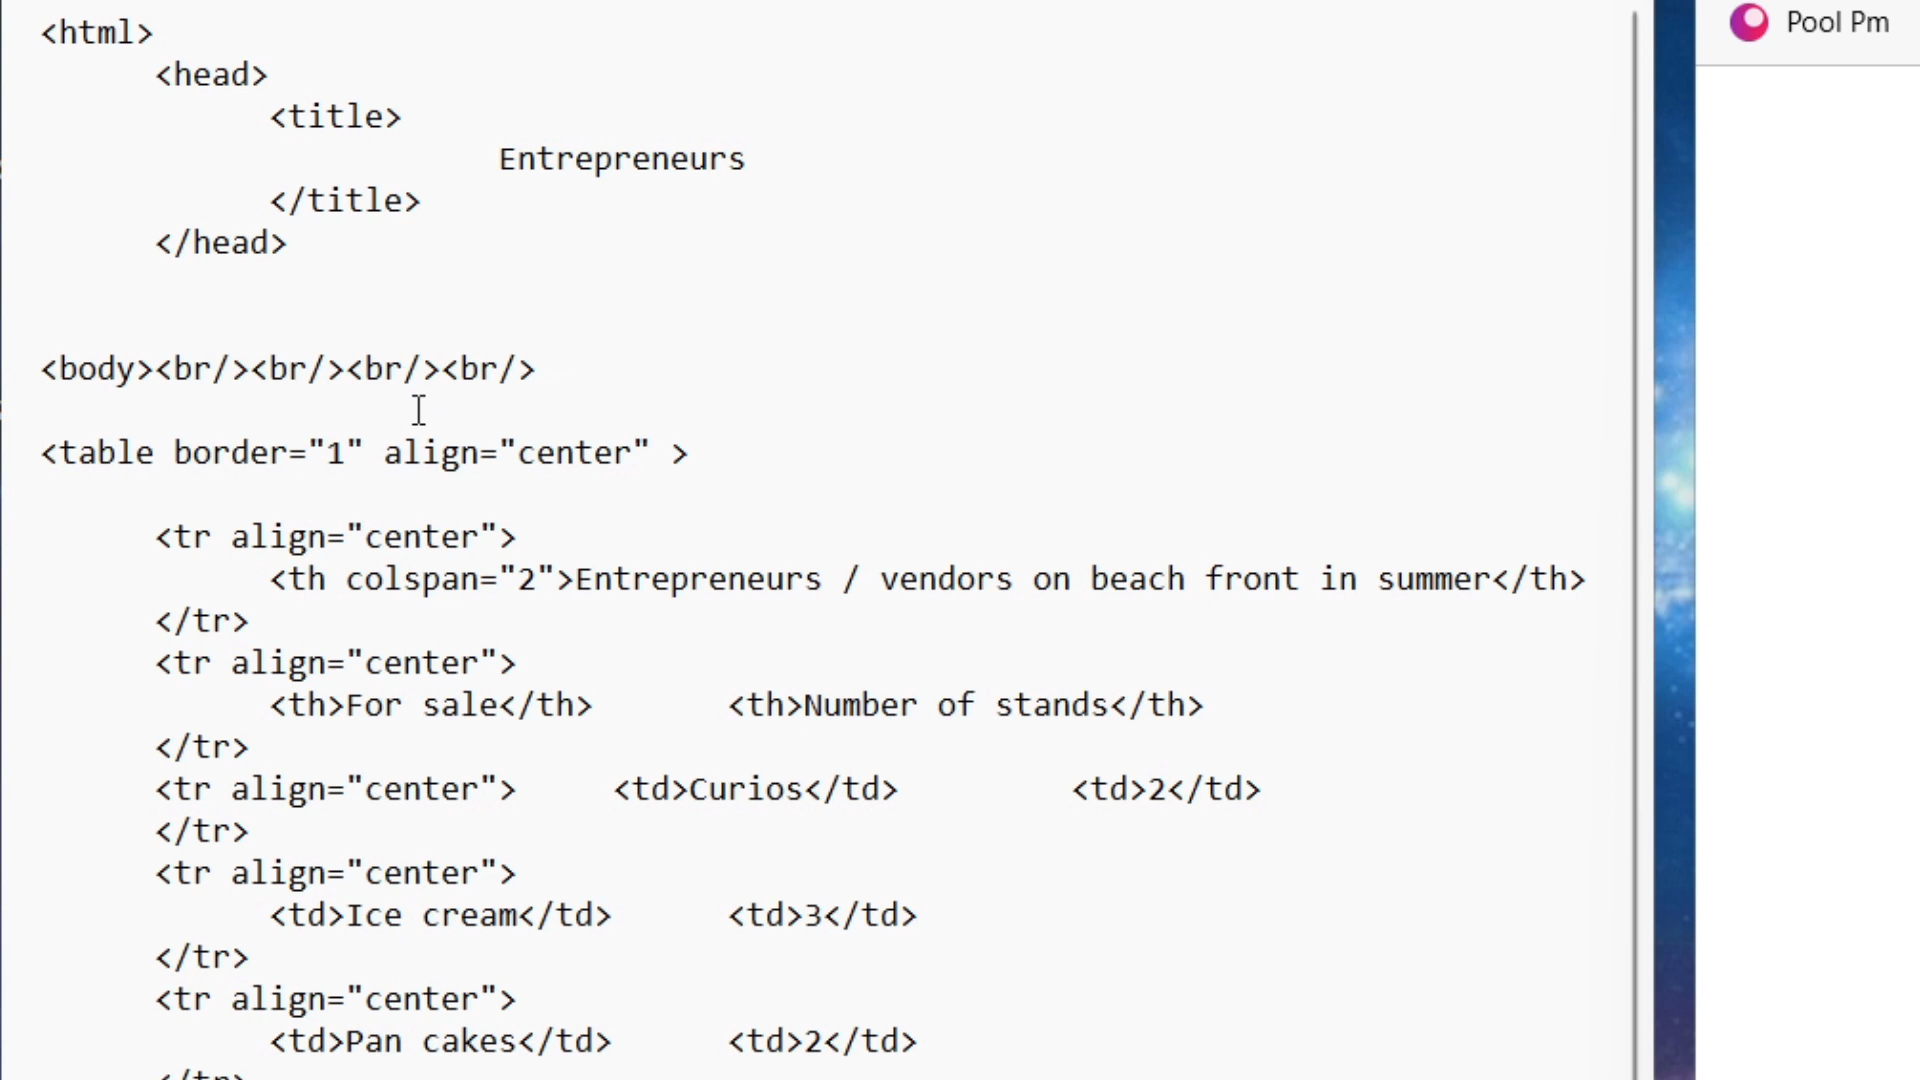 <html>
<head>
<title>
Entrepreneurs
</title>
</head>
<body><br/><br/><br/><br/>
<table border="1" align="center" >
<tr align="center">
<th colspan="2">Entrepreneurs / vendors on beach front in summer</th>
</tr>
<tr align="center">
<th>For sale</th> <th>Number of stands</th>
</tr>
<tr align="center"> <td>Curios</td> <td>2</td>
</tr>
<tr align="center">
<td>Ice cream</td> <td>3</td>
</tr>
<tr align="center">
<td>Pan cakes</td> <td>2</td>
Pool Pm